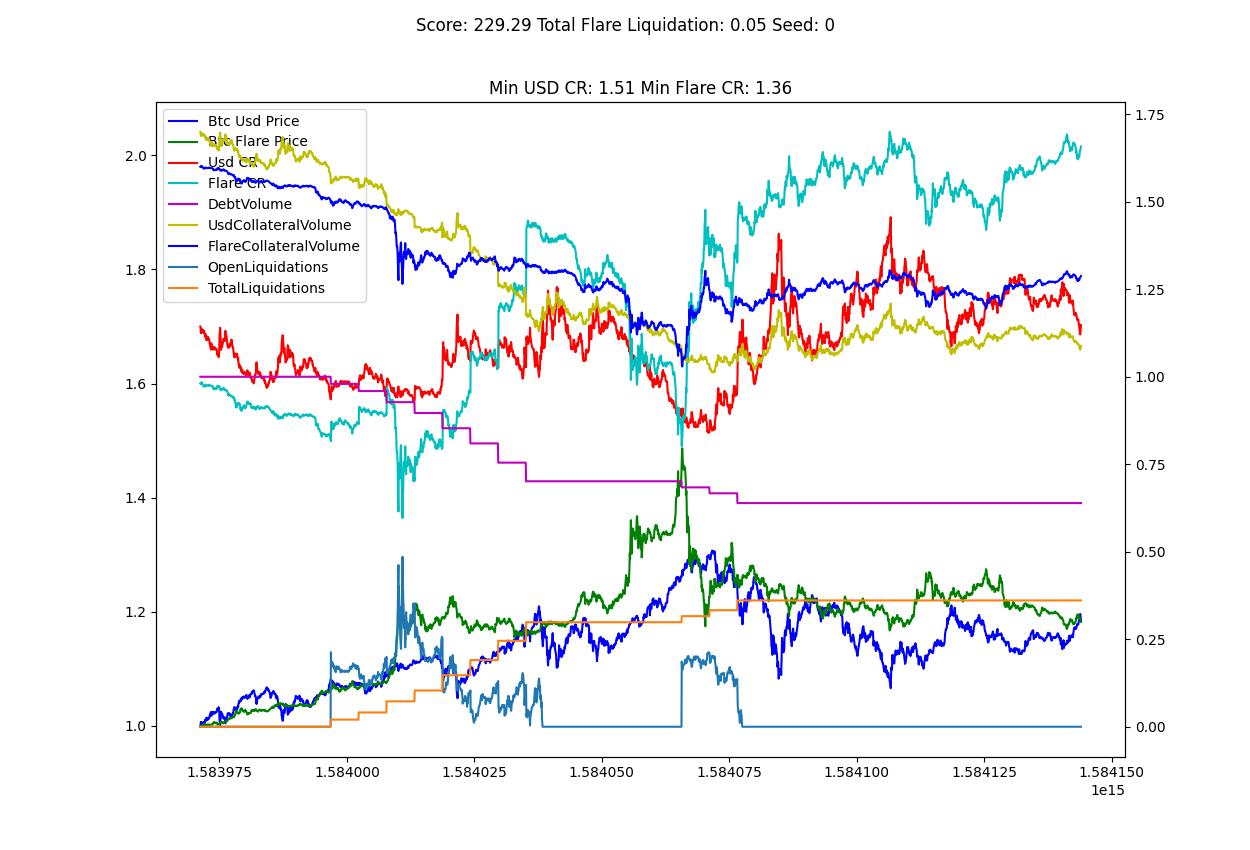 Score: 229.29 Total Flare Liquidation: 0.05 Seed: 0
Min USD CR: 1.51 Min Flare CR: 1.36
Btc Usd Price
Btc Flare Price
Usd CR
Flare CR
DebtVolume
UsdCollateralVolume
FlareCollateralVolume
OpenLiquidations
TotalLiquidations
2.0
1.8
1.6
1.4
1.2
1.0
1.75
1.50
1.25
1.00
0.75
0.50
0.25
0.00
1.583975 1.584000 1.584025 1.584050 1.584075 1.584100 1.584125 1.584150
1e15